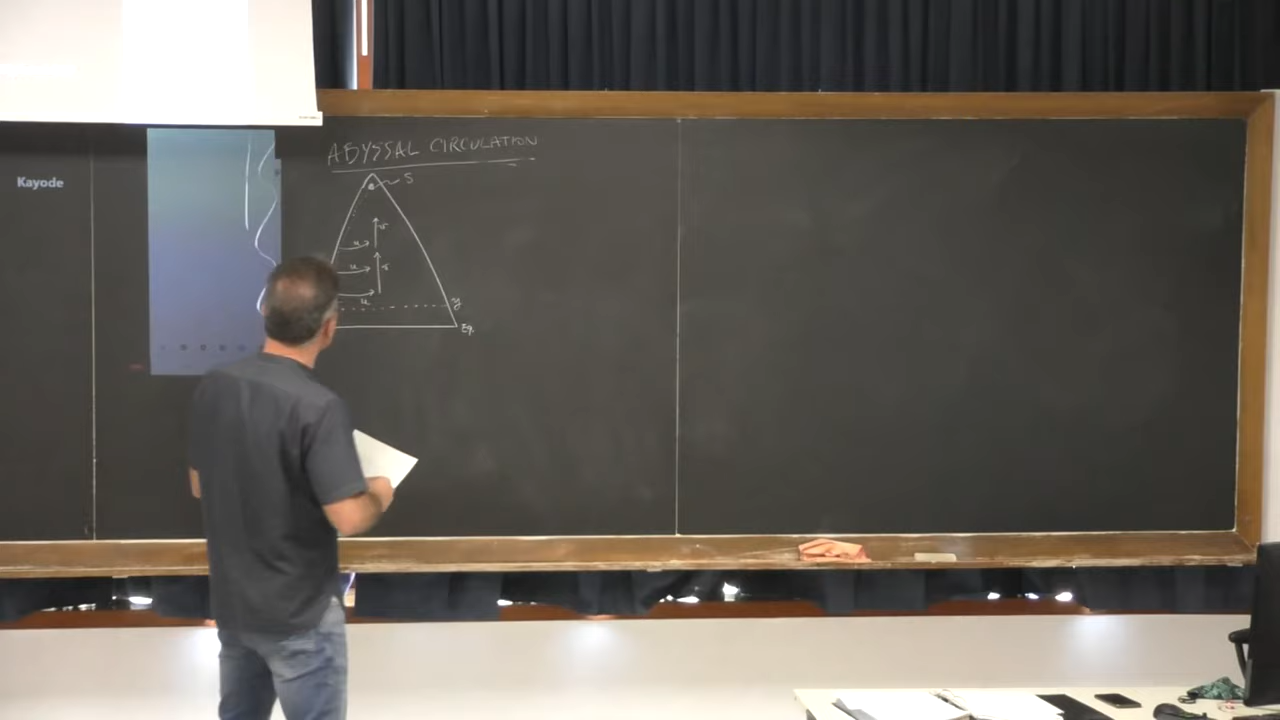 Kayode
ABYSSAL CIRCULATION
S
v
u
u
v
u
y
Eq.